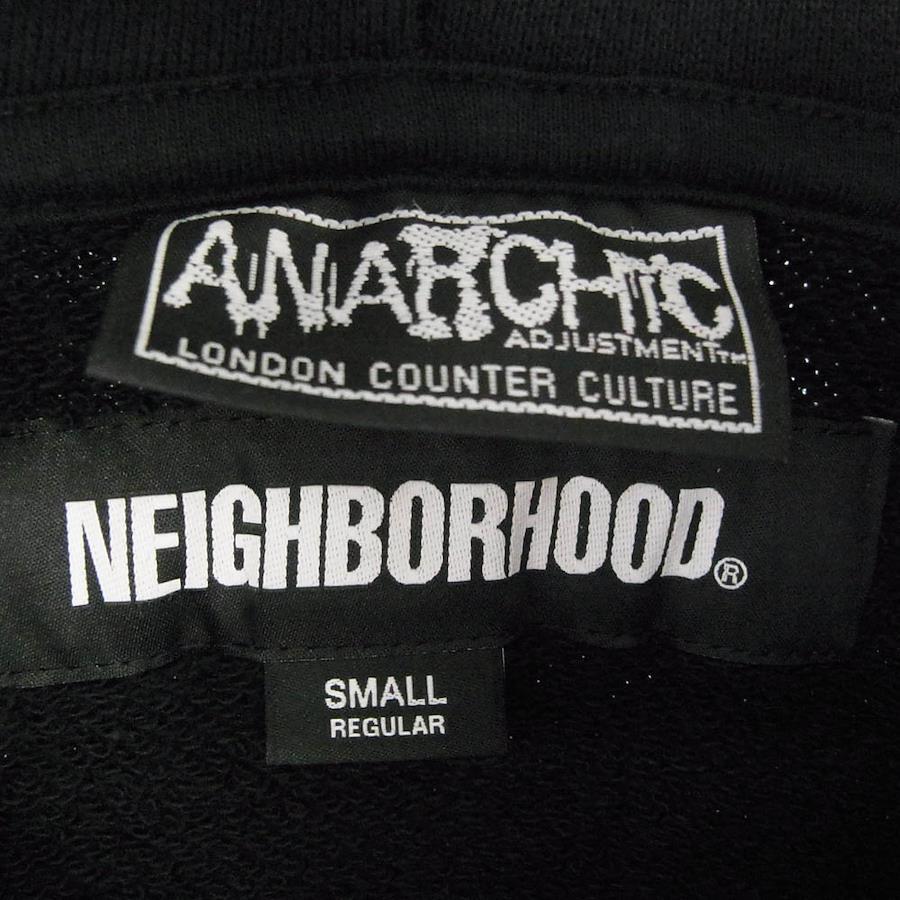 ANARCHIC
ADJUSTMENT™
LONDON COUNTER CULTURE
NEIGHBORHOOD®
SMALL
REGULAR